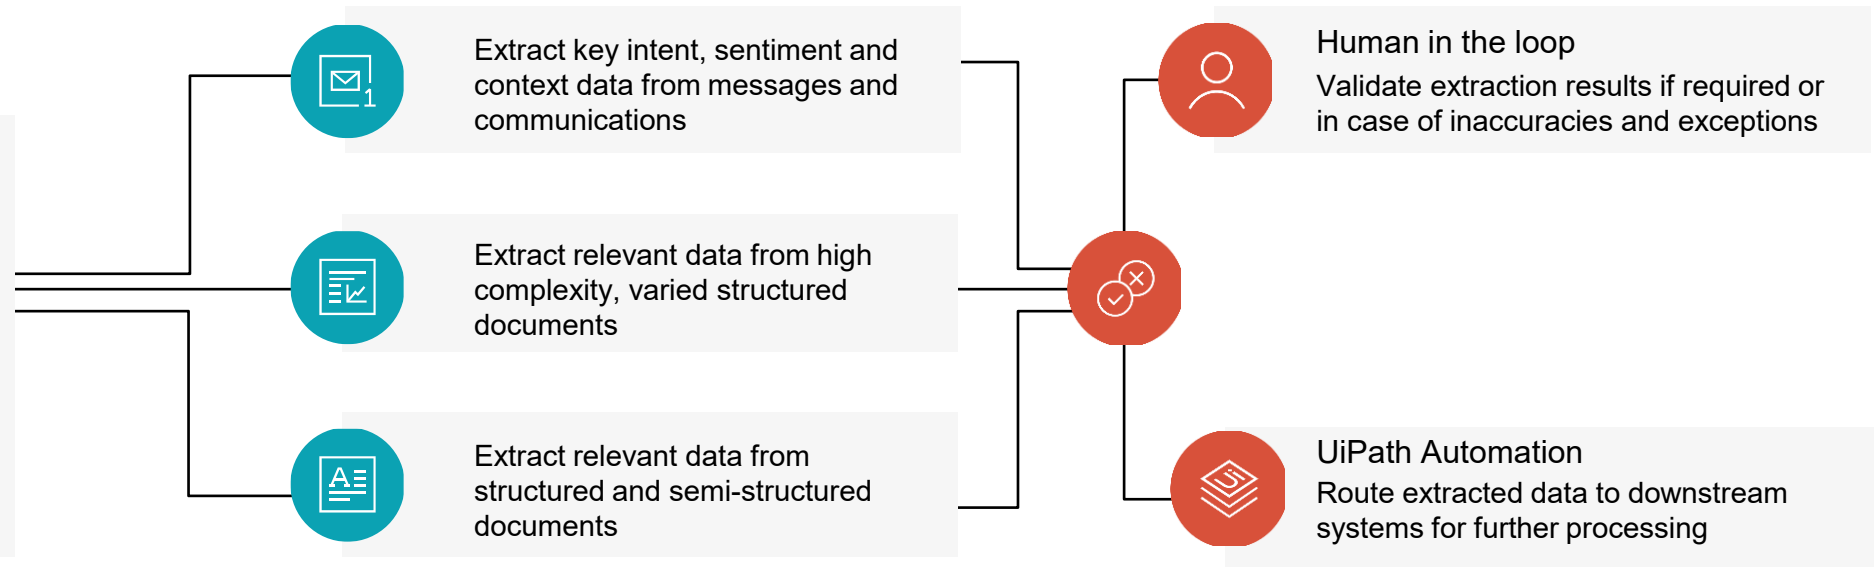 Extract key intent, sentiment and
context data from messages and
communications
1
Extract relevant data from high
complexity, varied structured
documents
Extract relevant data from
structured and semi-structured
documents
A
Human in the loop
Validate extraction results if required or
in case of inaccuracies and exceptions
UiPath Automation
Route extracted data to downstream
systems for further processing
Ui